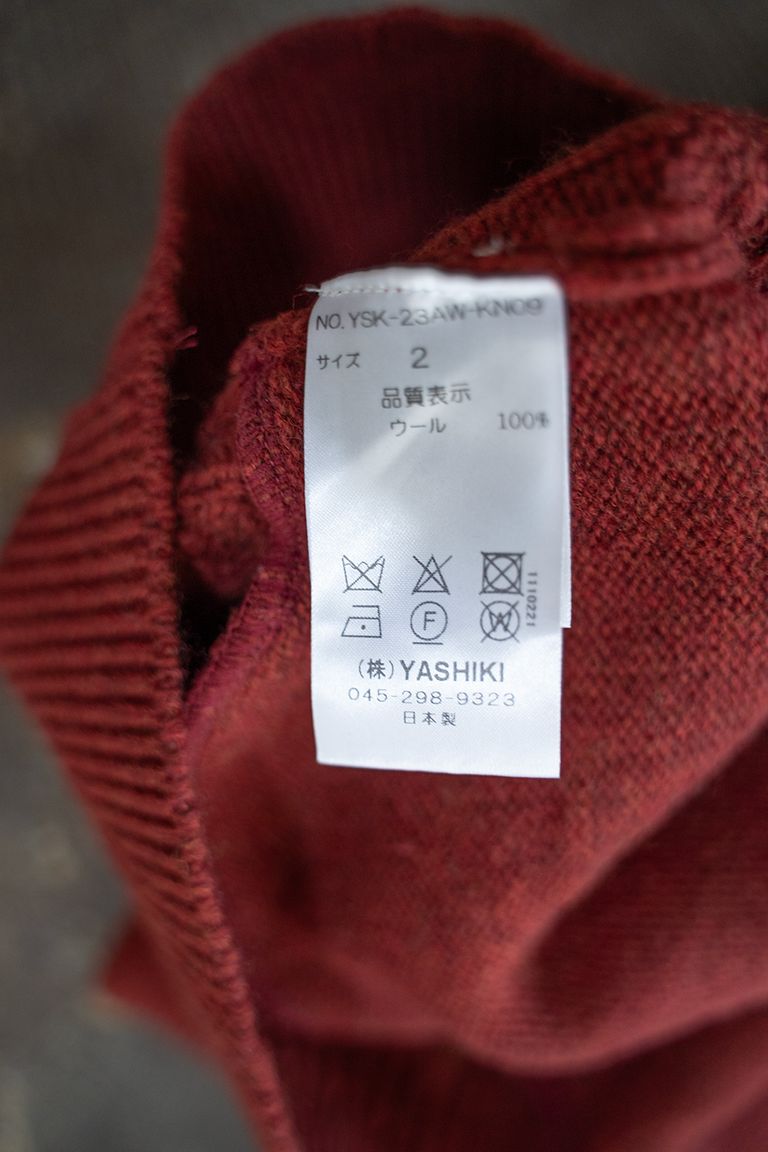 NO. YSK-23AW-KN09
サイズ 2
品質表示
ウール 100%
1110221
F
W
(株) YASHIKI
045-298-9323
日本製